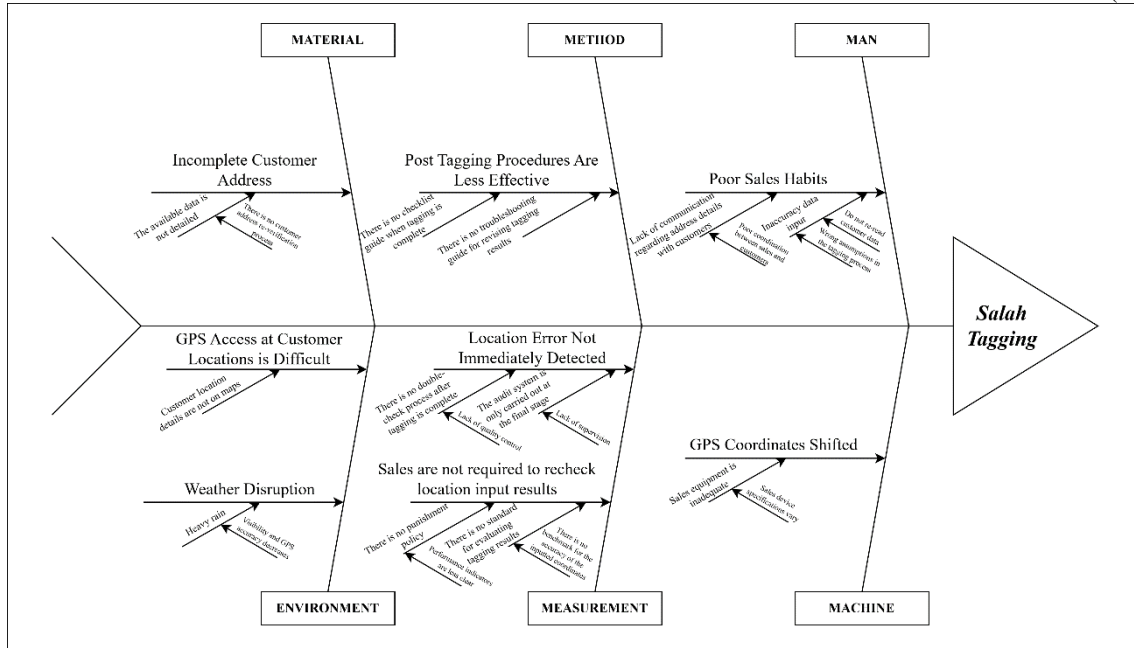 MATERIAL
METHOD
MAN
Incomplete Customer
Address
The available data is
not detailed
There is no customer
address re-verification
process
Post Tagging Procedures Are
Less Effective
There is no checklist
guide when tagging is
complete
There is no troubleshooting
guide for revising tagging
results
Poor Sales Habits
Lack of communication
regarding address details
with customers
Poor coordination
between sales and
customers
Inaccuracy data
input
Do not re-read
customer data
Wrong assumptions in
the tagging process
Salah
Tagging
GPS Access at Customer
Locations is Difficult
Customer location
details are not on maps
Location Error Not
Immediately Detected
There is no double-
check process after
tagging is complete
Lack of quality control
The audit system is
only carried out at
the final stage
Lack of supervision
GPS Coordinates Shifted
Sales equipment is
inadequate
Sales device
specifications vary
Weather Disruption
Heavy rain
Visibility and GPS
accuracy decreases
Sales are not required to recheck
location input results
There is no punishment
policy
Performance indicators
are less clear
There is no standard
for evaluating
tagging results
There is no
benchmark for the
accuracy of the
inputted coordinates
ENVIRONMENT
MEASUREMENT
MACHINE